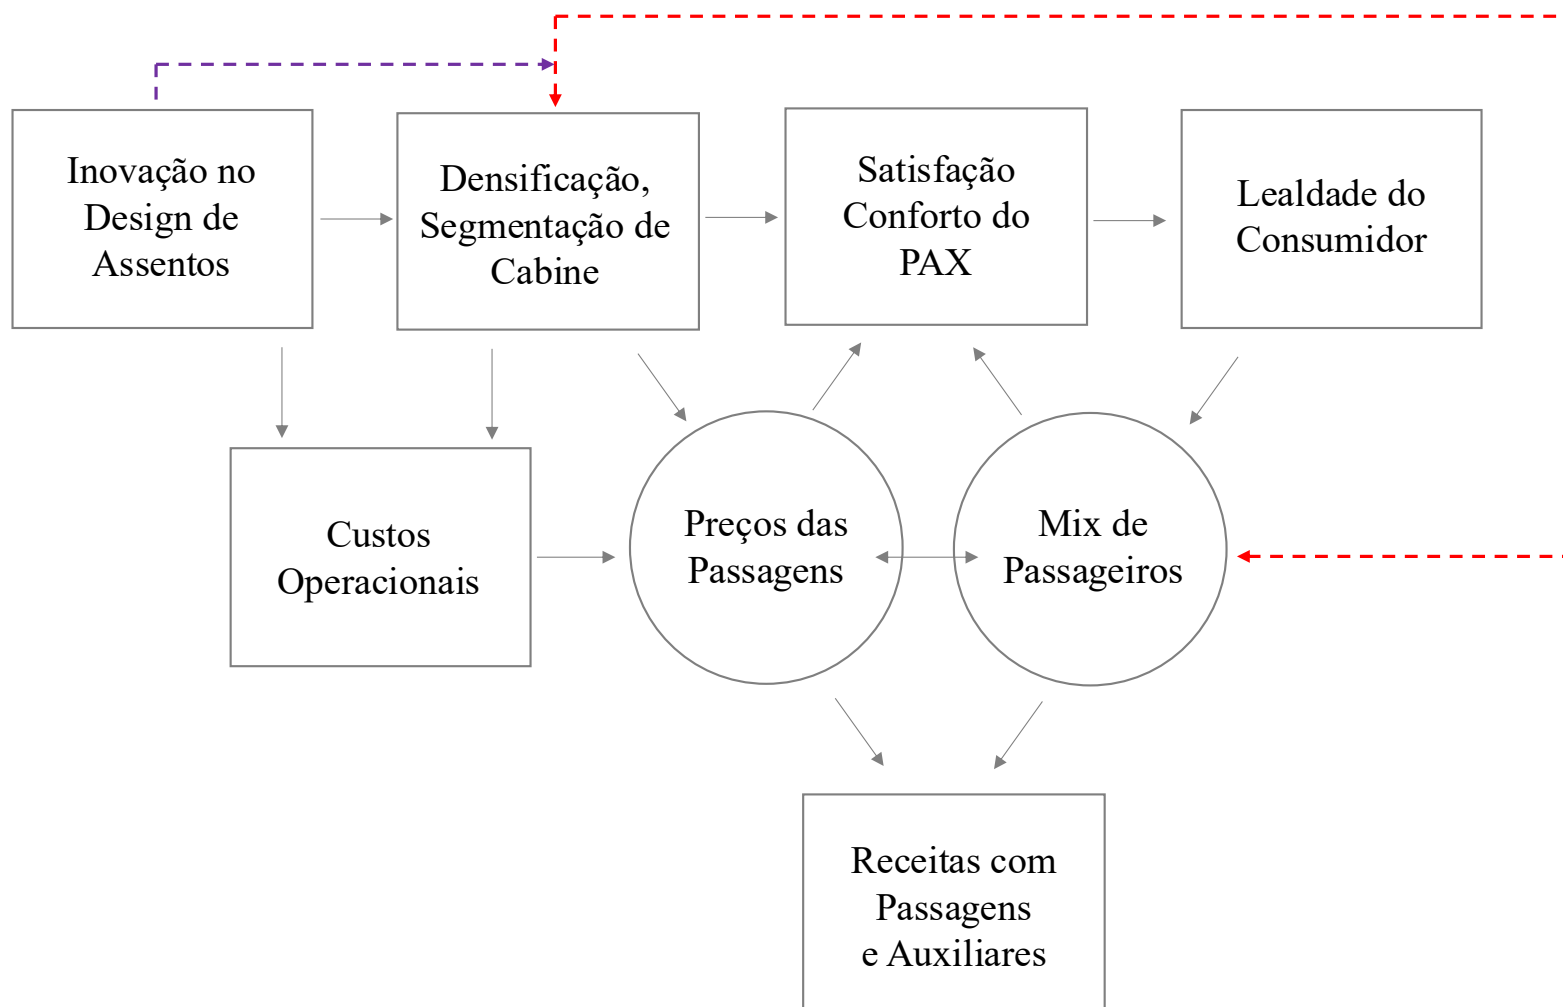 Inovação no
Design de
Assentos
Densificação,
Segmentação de
Cabine
Satisfação
Conforto do
PAX
Lealdade do
Consumidor
Custos
Operacionais
Preços das
Passagens
Mix de
Passageiros
Receitas com
Passagens
e Auxiliares